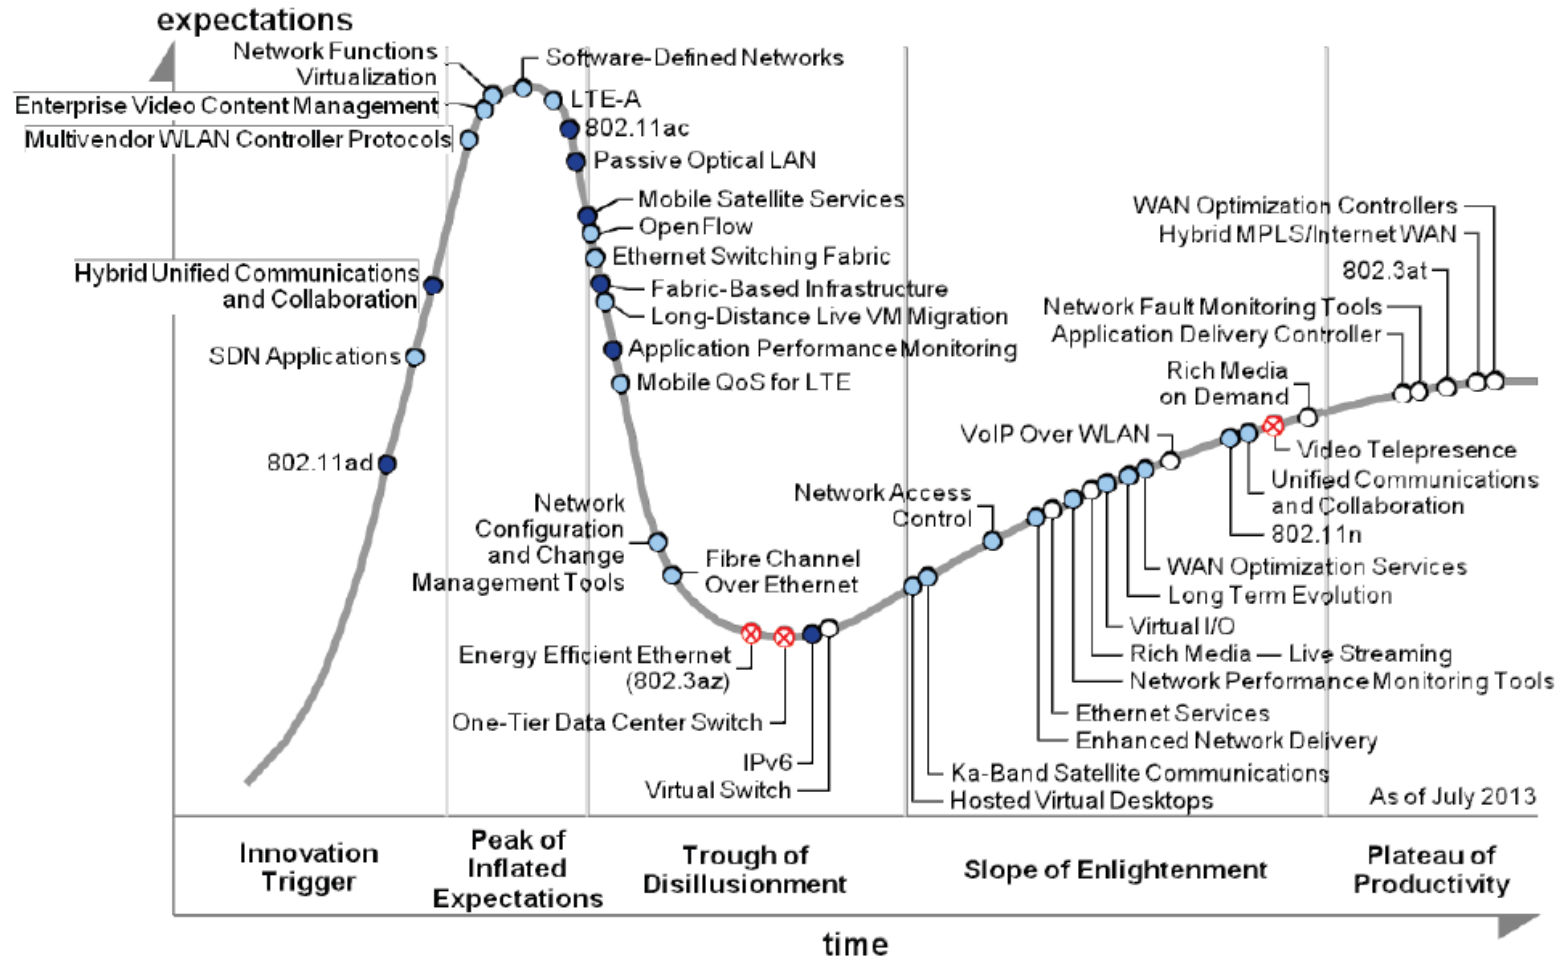 expectations
Network Functions
Virtualization
Software-Defined Networks
Enterprise Video Content Management
LTE-A
Multivendor WLAN Controller Protocols
802.11ac
Passive Optical LAN
Mobile Satellite Services
OpenFlow
Ethernet Switching Fabric
Hybrid Unified Communications
and Collaboration
Fabric-Based Infrastructure
Long-Distance Live VM Migration
SDN Applications
Application Performance Monitoring
Mobile QoS for LTE
802.11ad
Network
Configuration
and Change
Management Tools
Fibre Channel
Over Ethernet
Energy Efficient Ethernet
(802.3az)
One-Tier Data Center Switch
IPv6
Virtual Switch
WAN Optimization Controllers
Hybrid MPLS/Internet WAN
802.3at
Network Fault Monitoring Tools
Application Delivery Controller
Rich Media
on Demand
VoIP Over WLAN
Video Telepresence
Network Access
Control
Unified Communications
and Collaboration
802.11n
WAN Optimization Services
Long Term Evolution
Virtual I/O
Rich Media — Live Streaming
Network Performance Monitoring Tools
Ethernet Services
Enhanced Network Delivery
Ka-Band Satellite Communications
Hosted Virtual Desktops
As of July 2013
Innovation
Trigger
Peak of
Inflated
Expectations
Trough of
Disillusionment
Slope of Enlightenment
Plateau of
Productivity
time